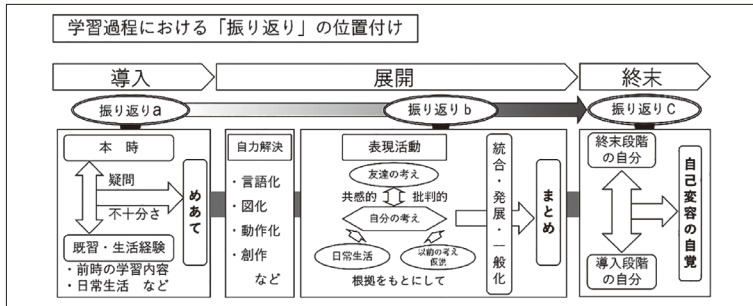 学習過程における「振り返り」の位置付け
導入
展開
終末
振り返りa
振り返りb
振り返りC
本時
疑問
不十分さ
めあて
既習・生活経験
・前時の学習内容
・日常生活 など
自力解決
・言語化
・図化
・動作化
・創作
など
表現活動
友達の考え
共感的
批判的
自分の考え
日常生活
以前の考え
仮説
根拠をもとにして
統合・発展・一般化
まとめ
終末段階
の自分
導入段階
の自分
自己変容の自覚